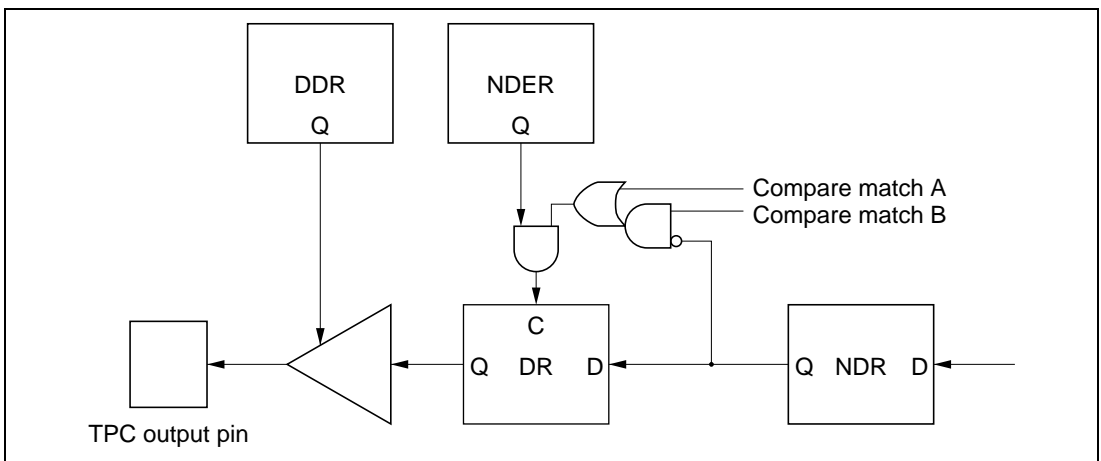 DDR
Q
NDER
Q
Compare match A
Compare match B
C
Q DR D
Q NDR D
TPC output pin